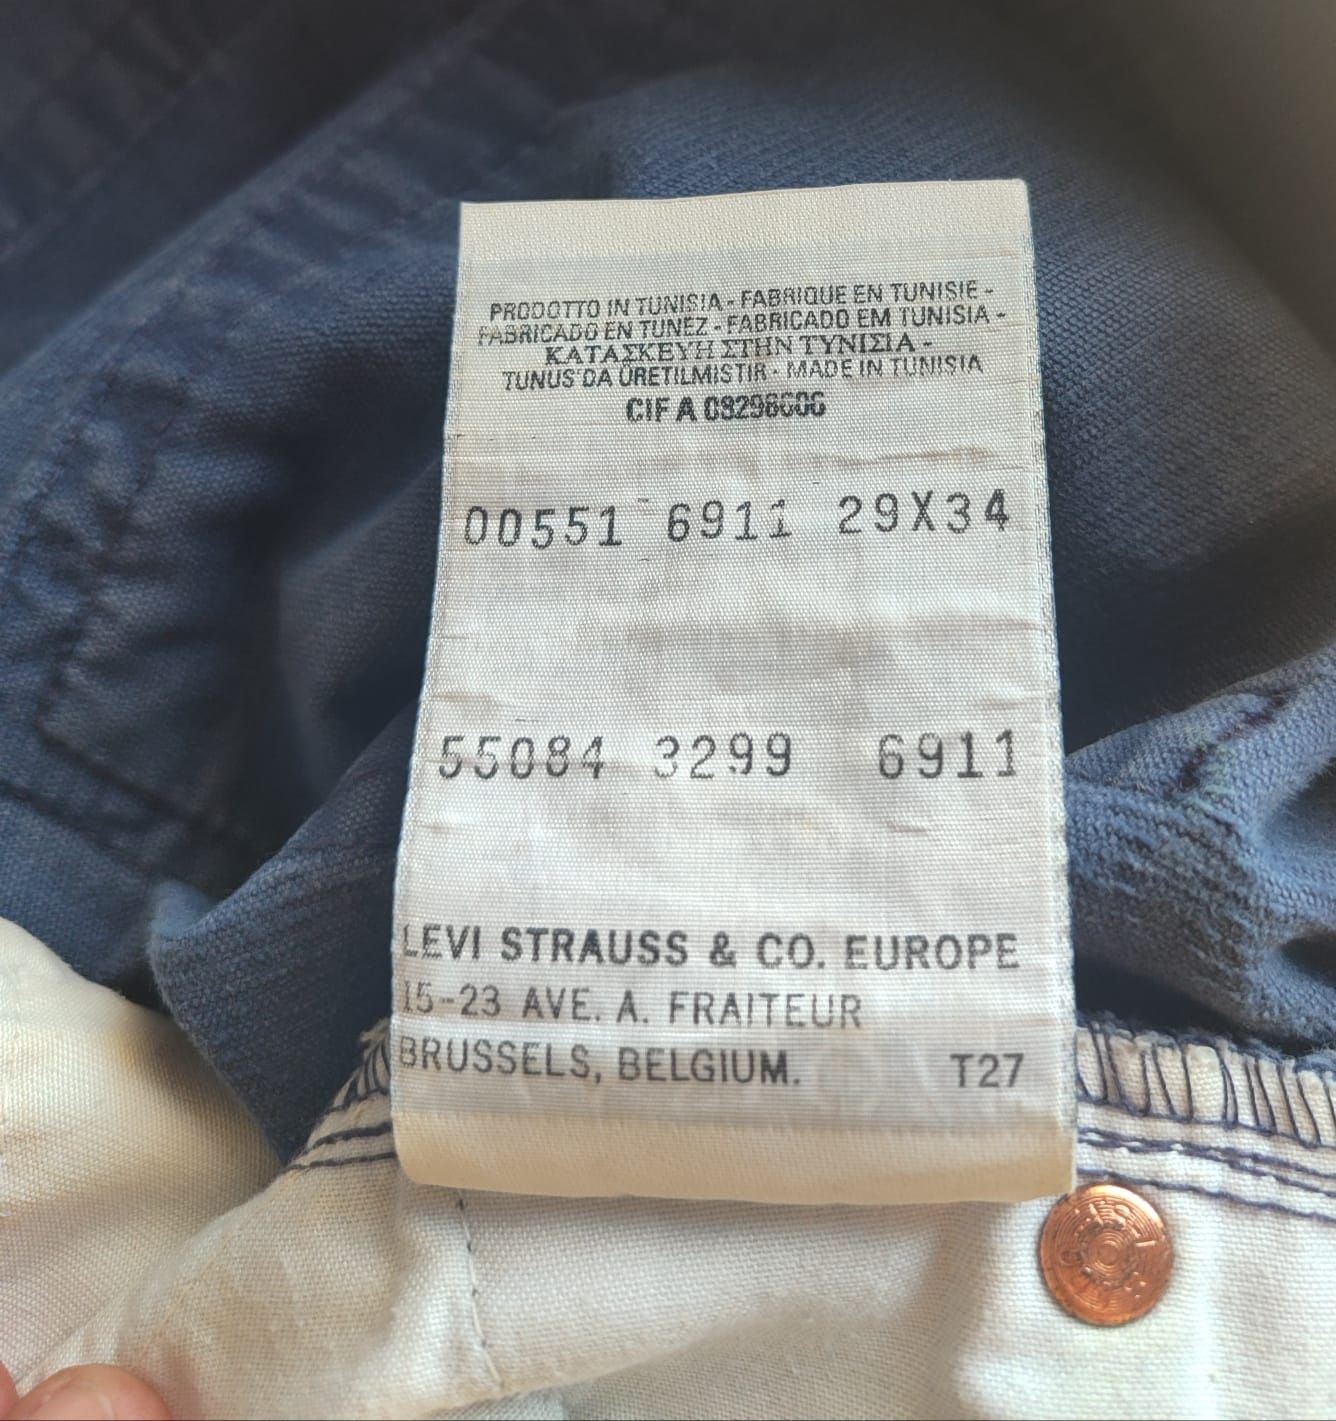 PRODOTTO IN TUNISIA - FABRIQUE EN TUNISIE -
FABRICADO EN TUNEZ - FABRICADO EM TUNISIA -
ΚΑΤΑΣΚΕΥΗ ΣΤΗΝ ΤΥΝΙΣΙΑ -
TUNUS'DA ÜRETILMISTIR - MADE IN TUNISIA
CIF A
00551 6911 29X34
55084 3299 6911
LEVI STRAUSS & CO. EUROPE
15-23 AVE. A. FRAITEUR
BRUSSELS, BELGIUM. T27